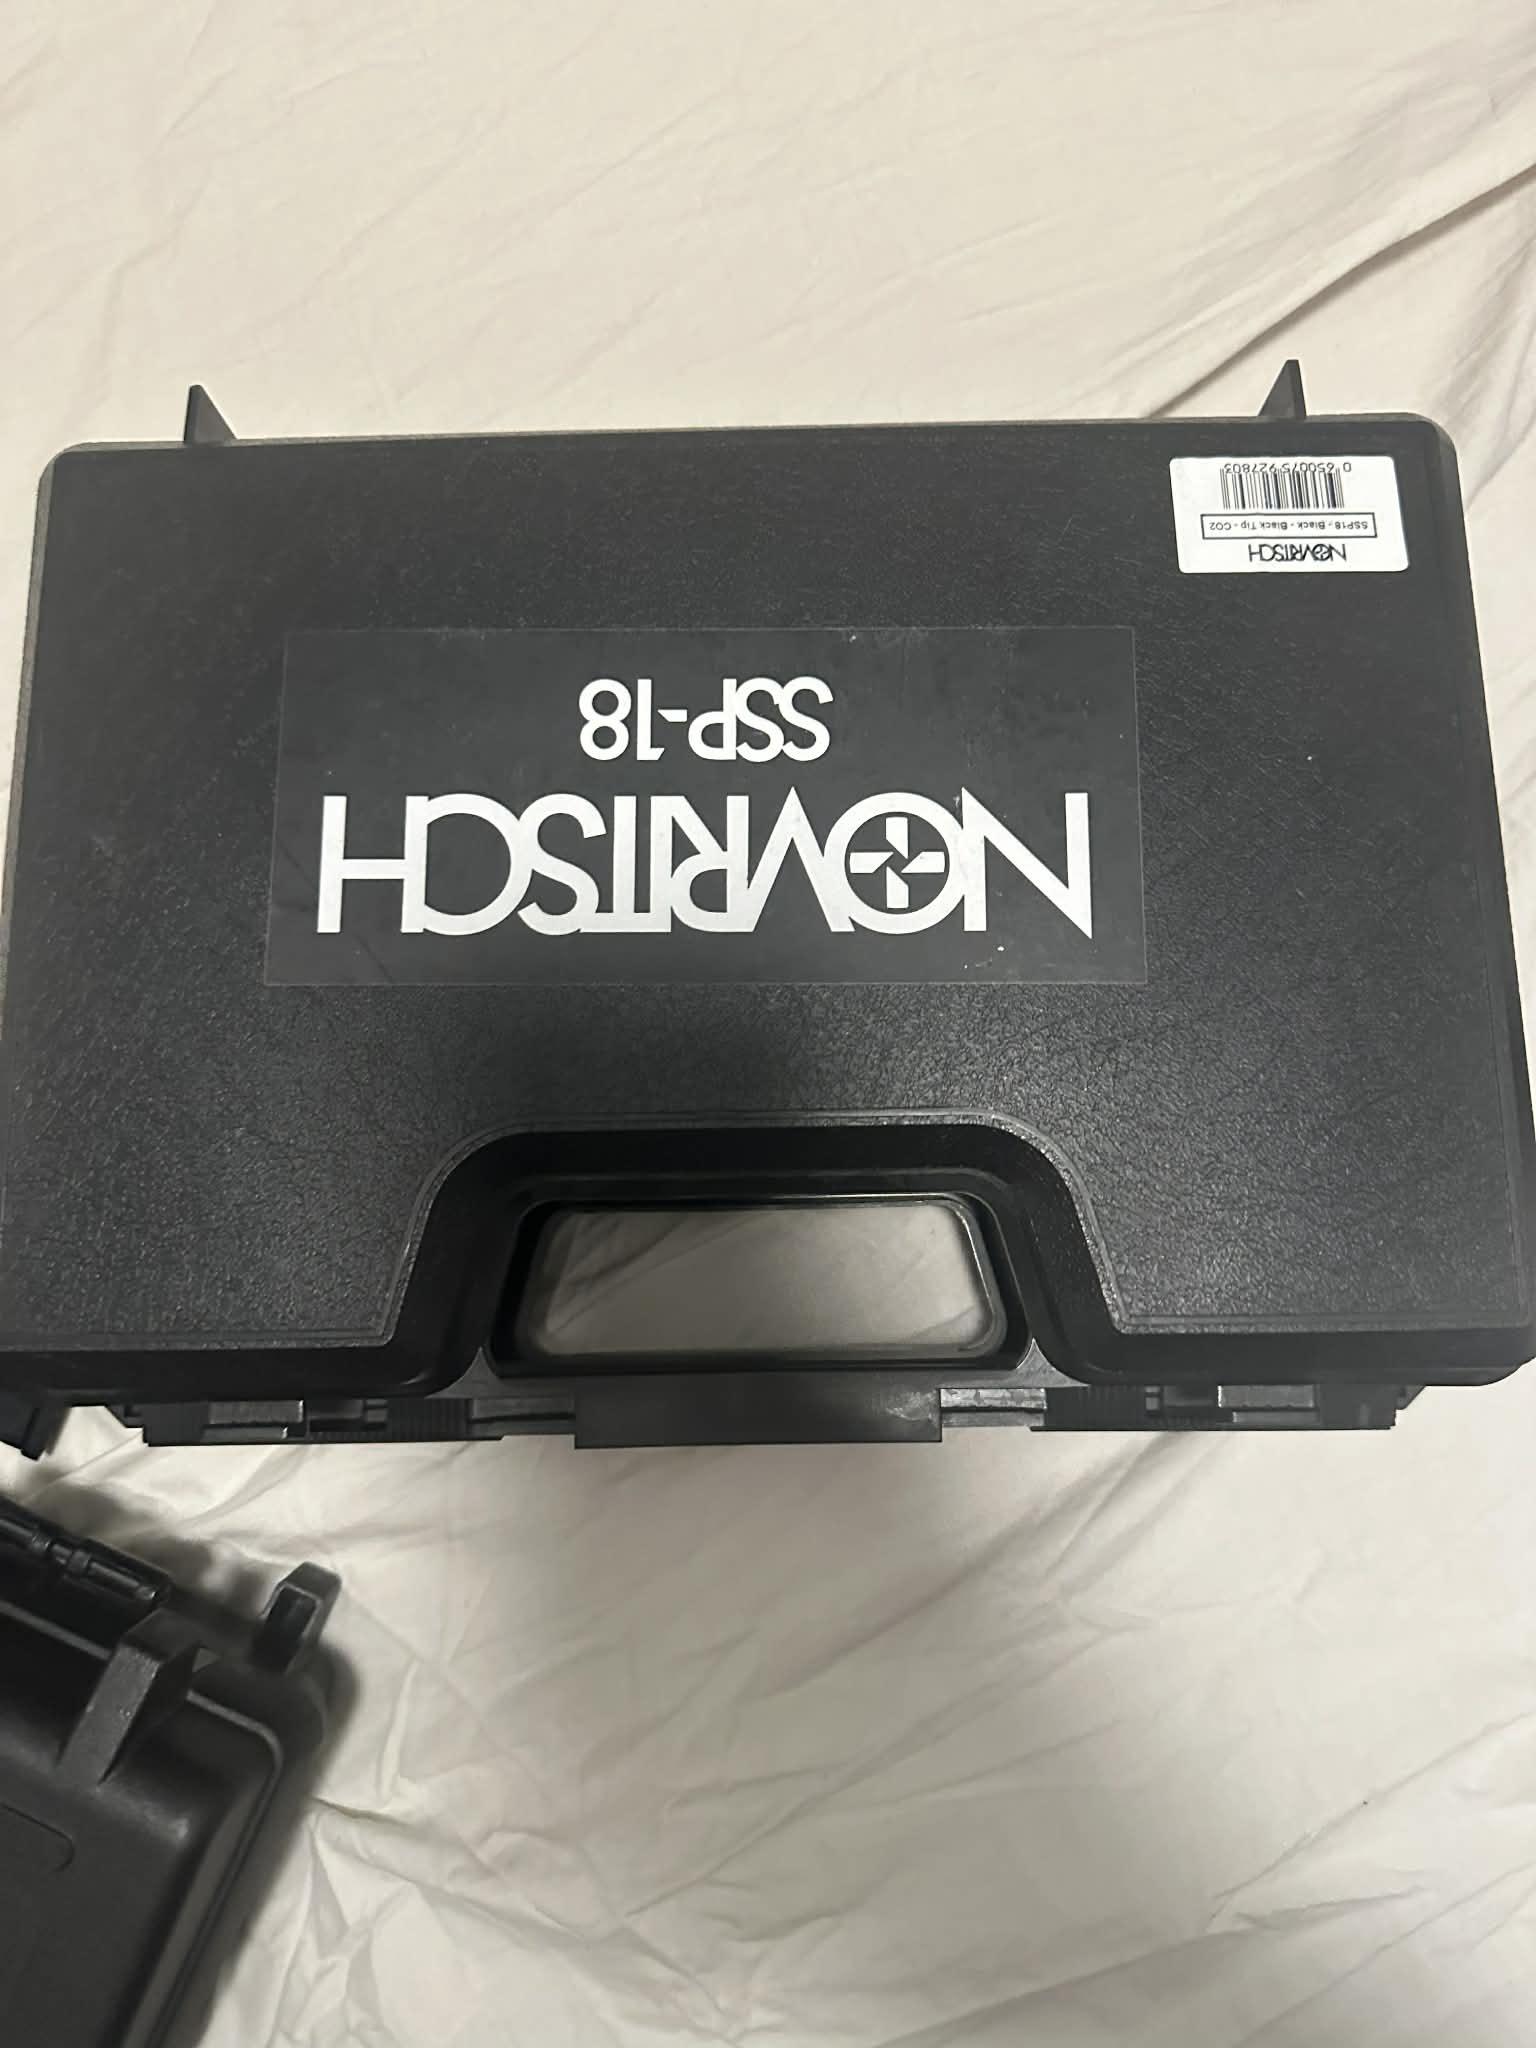 NOVRITSCH
SSP-18
NOVRITSCH
SSP18 - Black - Black Tip - CO2
0 650075 927803